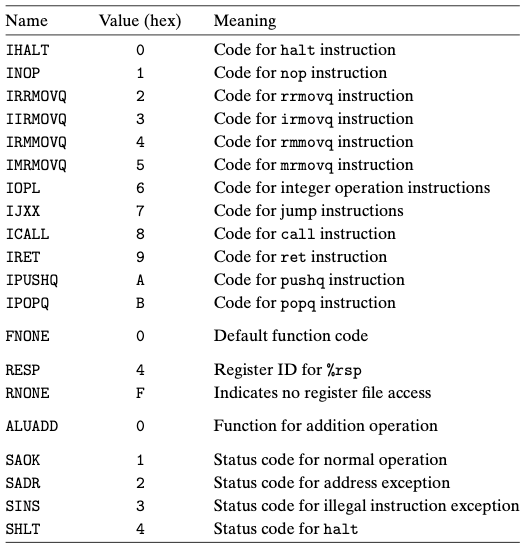 Name Value (hex) Meaning
IHALT 0 Code for halt instruction
INOP 1 Code for nop instruction
IRRMOVQ 2 Code for rrmovq instruction
IIRMOVQ 3 Code for irmovq instruction
IRMMOVQ 4 Code for rmmovq instruction
IMRMOVQ 5 Code for mrmovq instruction
IOPL 6 Code for integer operation instructions
IJXX 7 Code for jump instructions
ICALL 8 Code for call instruction
IRET 9 Code for ret instruction
IPUSHQ A Code for pushq instruction
IPOPQ B Code for popq instruction
FNONE 0 Default function code
RESP 4 Register ID for %rsp
RNONE F Indicates no register file access
ALUADD 0 Function for addition operation
SAOK 1 Status code for normal operation
SADR 2 Status code for address exception
SINS 3 Status code for illegal instruction exception
SHLT 4 Status code for halt